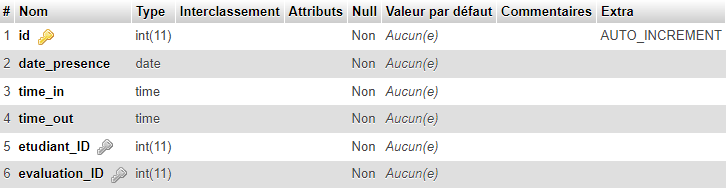 # Nom Type Interclassement Attributs Null Valeur par défaut Commentaires Extra
1 id int(11) Non Aucun(e) AUTO_INCREMENT
2 date_presence date Non Aucun(e)
3 time_in time Non Aucun(e)
4 time_out time Non Aucun(e)
5 etudiant_ID int(11) Non Aucun(e)
6 evaluation_ID int(11) Non Aucun(e)